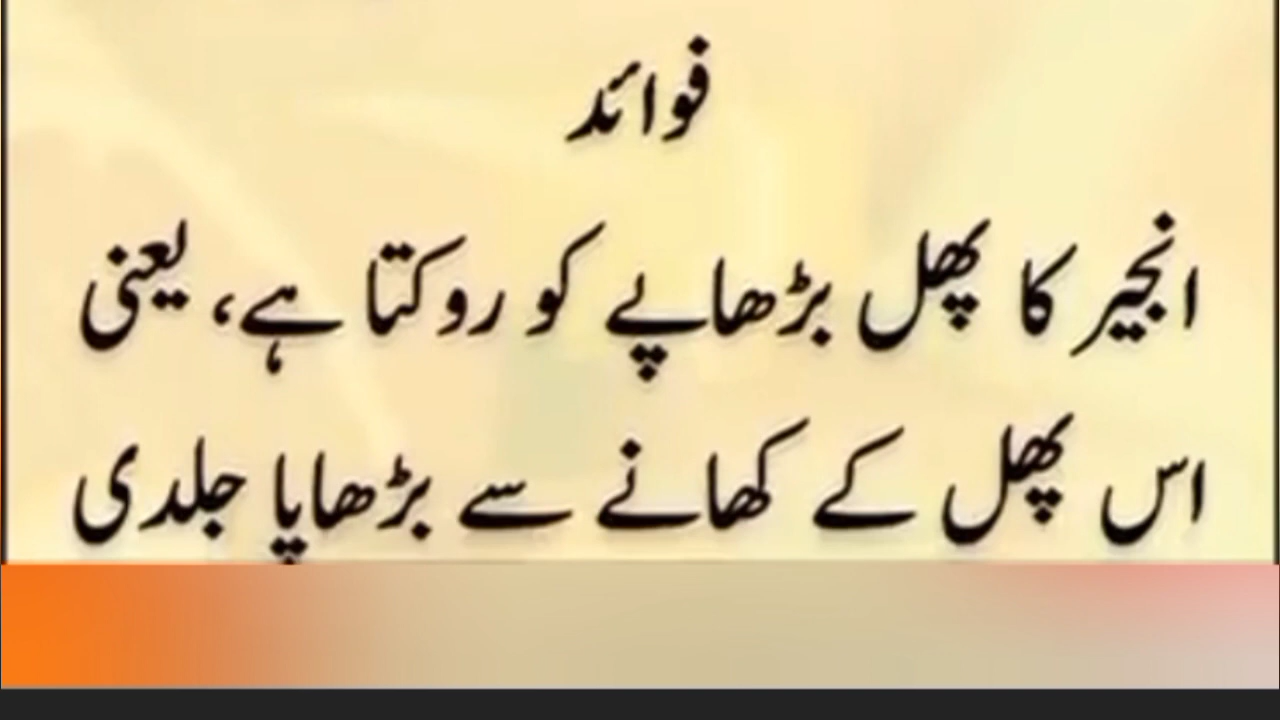 فوائد
انجیر کا پھل بڑھاپے کو روکتا ہے، یعنی
اس پھل کے کھانے سے بڑھاپا جلدی